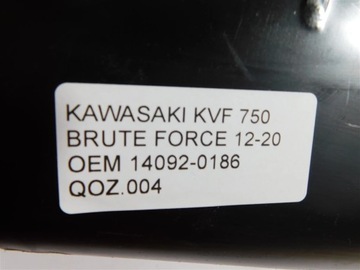 KAWASAKI KVF 750
BRUTE FORCE 12-20
OEM 14092-0186
QOZ.004